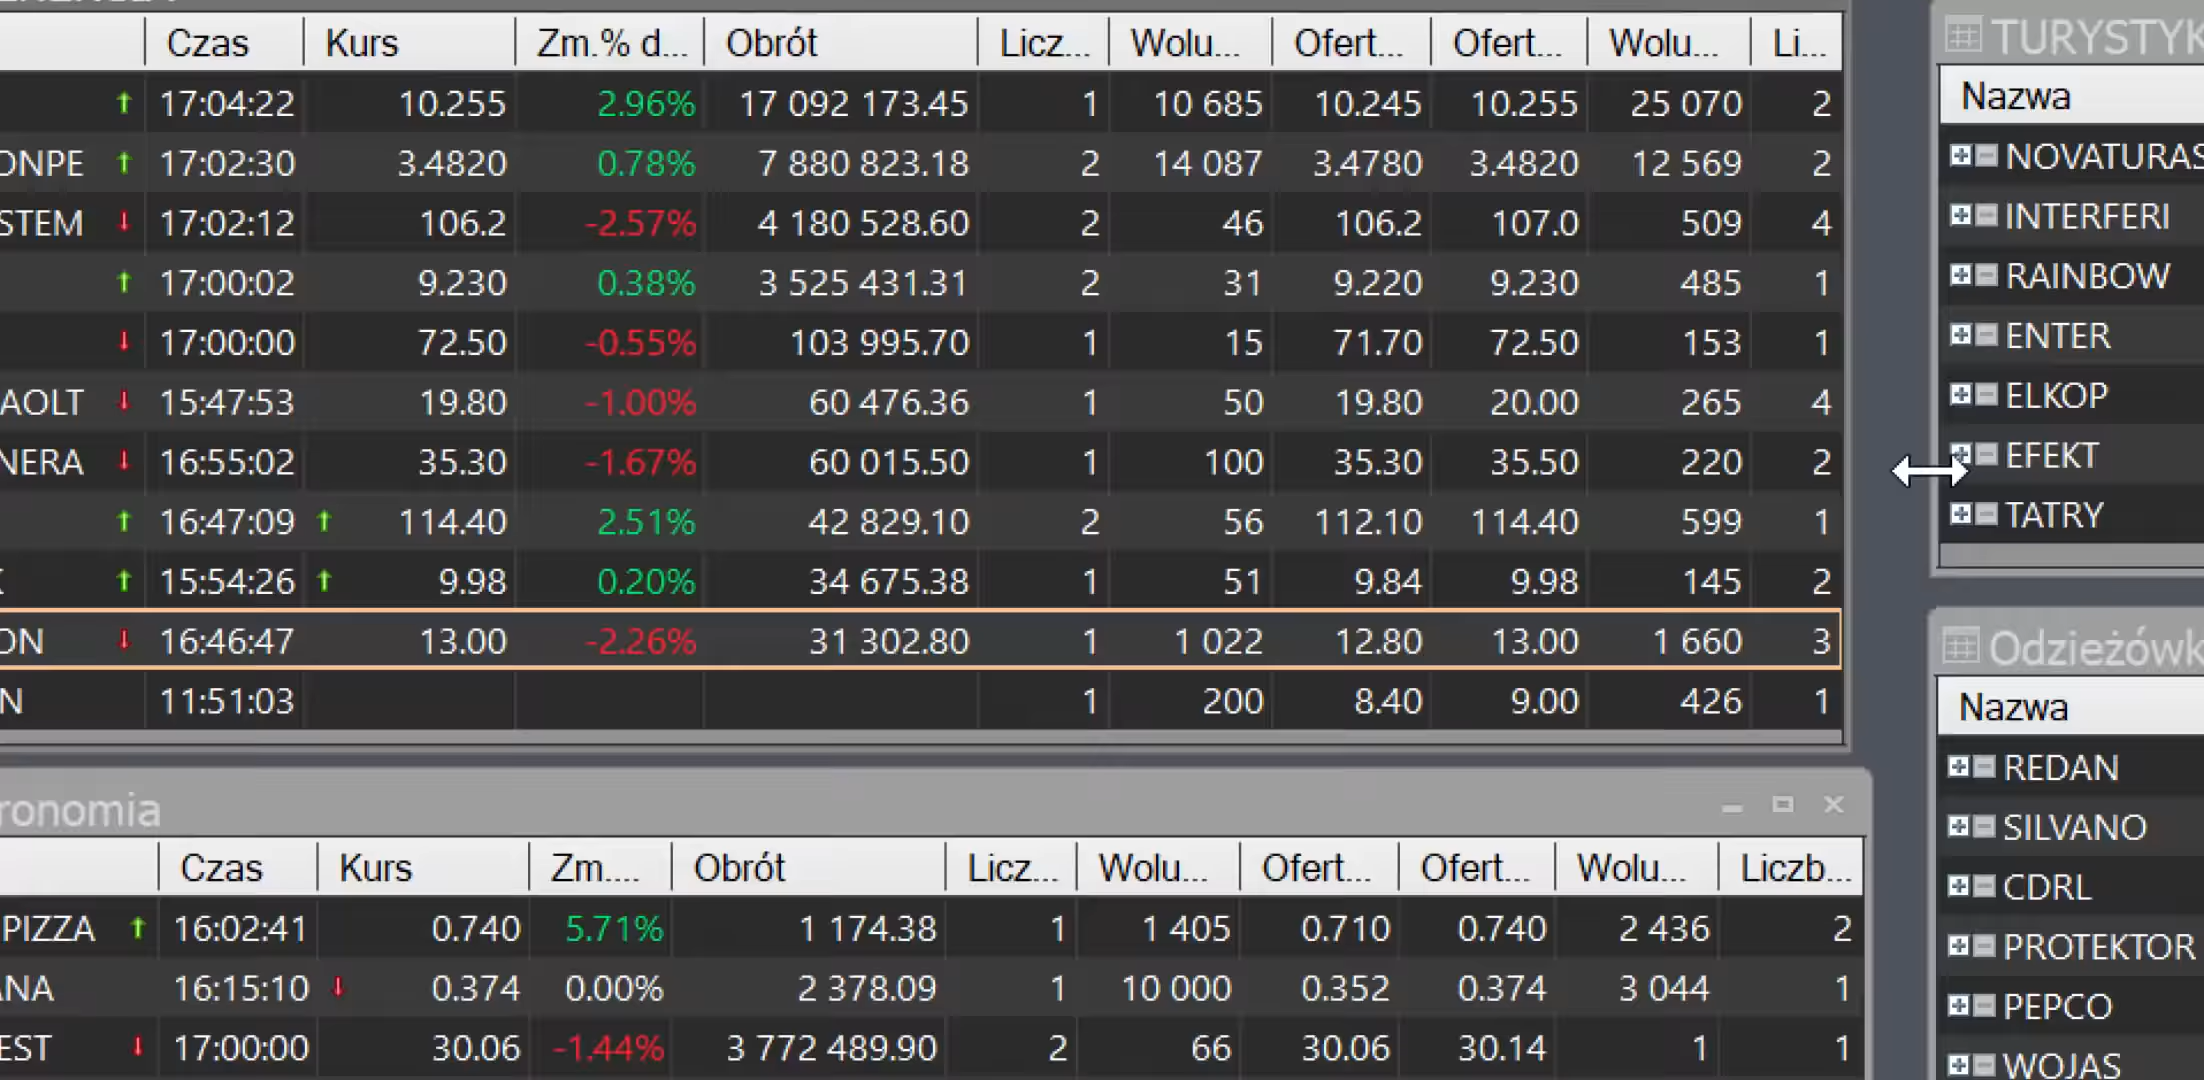 Czas Kurs Zm.% d... Obrót Licz... Wolu... Ofert... Ofert... Wolu... Li...
17:04:22 10.255 2.96% 17 092 173.45 1 10 685 10.245 10.255 25 070 2
ONPE 17:02:30 3.4820 0.78% 7 880 823.18 2 14 087 3.4780 3.4820 12 569 2
STEM 17:02:12 106.2 -2.57% 4 180 528.60 2 46 106.2 107.0 509 4
17:00:02 9.230 0.38% 3 525 431.31 2 31 9.220 9.230 485 1
17:00:00 72.50 -0.55% 103 995.70 1 15 71.70 72.50 153 1
AOLT 15:47:53 19.80 -1.00% 60 476.36 1 50 19.80 20.00 265 4
NERA 16:55:02 35.30 -1.67% 60 015.50 1 100 35.30 35.50 220 2
16:47:09 114.40 2.51% 42 829.10 2 56 112.10 114.40 599 1
15:54:26 9.98 0.20% 34 675.38 1 51 9.84 9.98 145 2
ON 16:46:47 13.00 -2.26% 31 302.80 1 1 022 12.80 13.00 1 660 3
N 11:51:03 1 200 8.40 9.00 426 1
ronomia
Czas Kurs Zm.... Obrót Licz... Wolu... Ofert... Ofert... Wolu... Liczb...
PIZZA 16:02:41 0.740 5.71% 1 174.38 1 1 405 0.710 0.740 2 436 2
ANA 16:15:10 0.374 0.00% 2 378.09 1 10 000 0.352 0.374 3 044 1
EST 17:00:00 30.06 -1.44% 3 772 489.90 2 66 30.06 30.14 1 1
TURYSTYK
Nazwa
NOVATURAS
INTERFERI
RAINBOW
ENTER
ELKOP
EFEKT
TATRY
Odzieżówk
Nazwa
REDAN
SILVANO
CDRL
PROTEKTOR
PEPCO
WOJAS